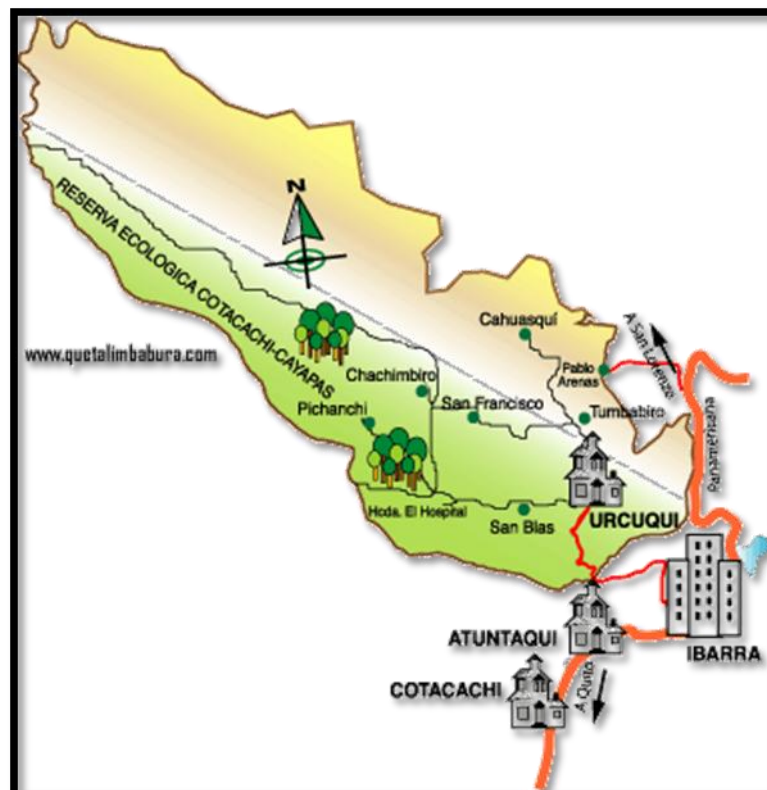 N
RESERVA ECOLOGICA COTACACHI-CAYAPAS
Cahuasquí
A San Lorenzo
www.quetalimbabura.com
Pablo
Arenas
Chachimbiro
Panamericana
Pichanchi
San Francisco
Tumbabiro
Hcda. El Hospital
San Blas
URCUQUI
ATUNTAQUI
IBARRA
COTACACHI
A Quito